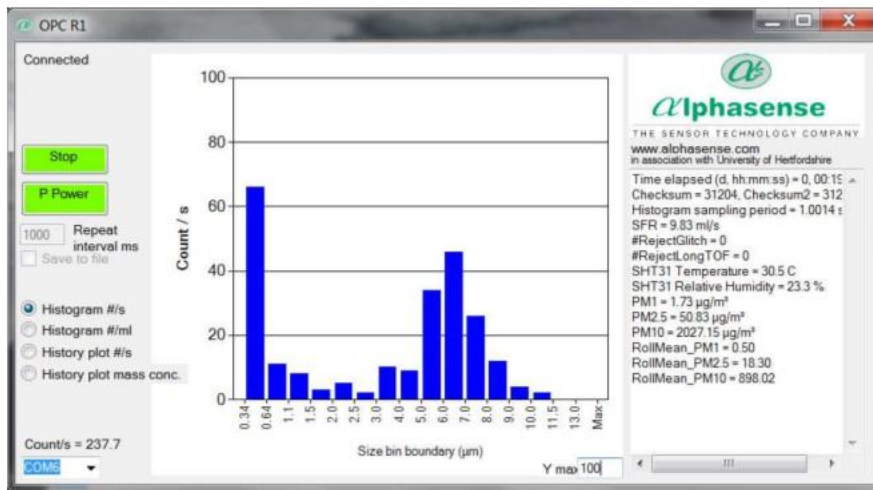 OPC R1
Connected
Stop
P Power
1000
Repeat
interval ms
Save to file
Histogram #/s
Histogram #/ml
History plot #/s
History plot mass conc.
Count/s = 237.7
COM6
Count / s
100
80
60
40
20
0
0.34
0.64
1.1
1.5
2.0
2.5
3.0
4.0
5.0
6.0
7.0
8.0
9.0
10.0
11.5
13.0
Max
Size bin boundary (µm)
Y max 100
αlphasense
THE SENSOR TECHNOLOGY COMPANY
www.alphasense.com
in association with University of Hertfordshire
Time elapsed (d, hh:mm:ss) = 0, 00:19
Checksum = 31204, Checksum2 = 312
Histogram sampling period = 1.0014 s
SFR = 9.83 ml/s
#RejectGlitch = 0
#RejectLongTOF = 0
SHT31 Temperature = 30.5 C
SHT31 Relative Humidity = 23.3 %
PM1 = 1.73 µg/m³
PM2.5 = 50.83 µg/m³
PM10 = 2027.15 µg/m³
RollMean_PM1 = 0.50
RollMean_PM2.5 = 18.30
RollMean_PM10 = 898.02